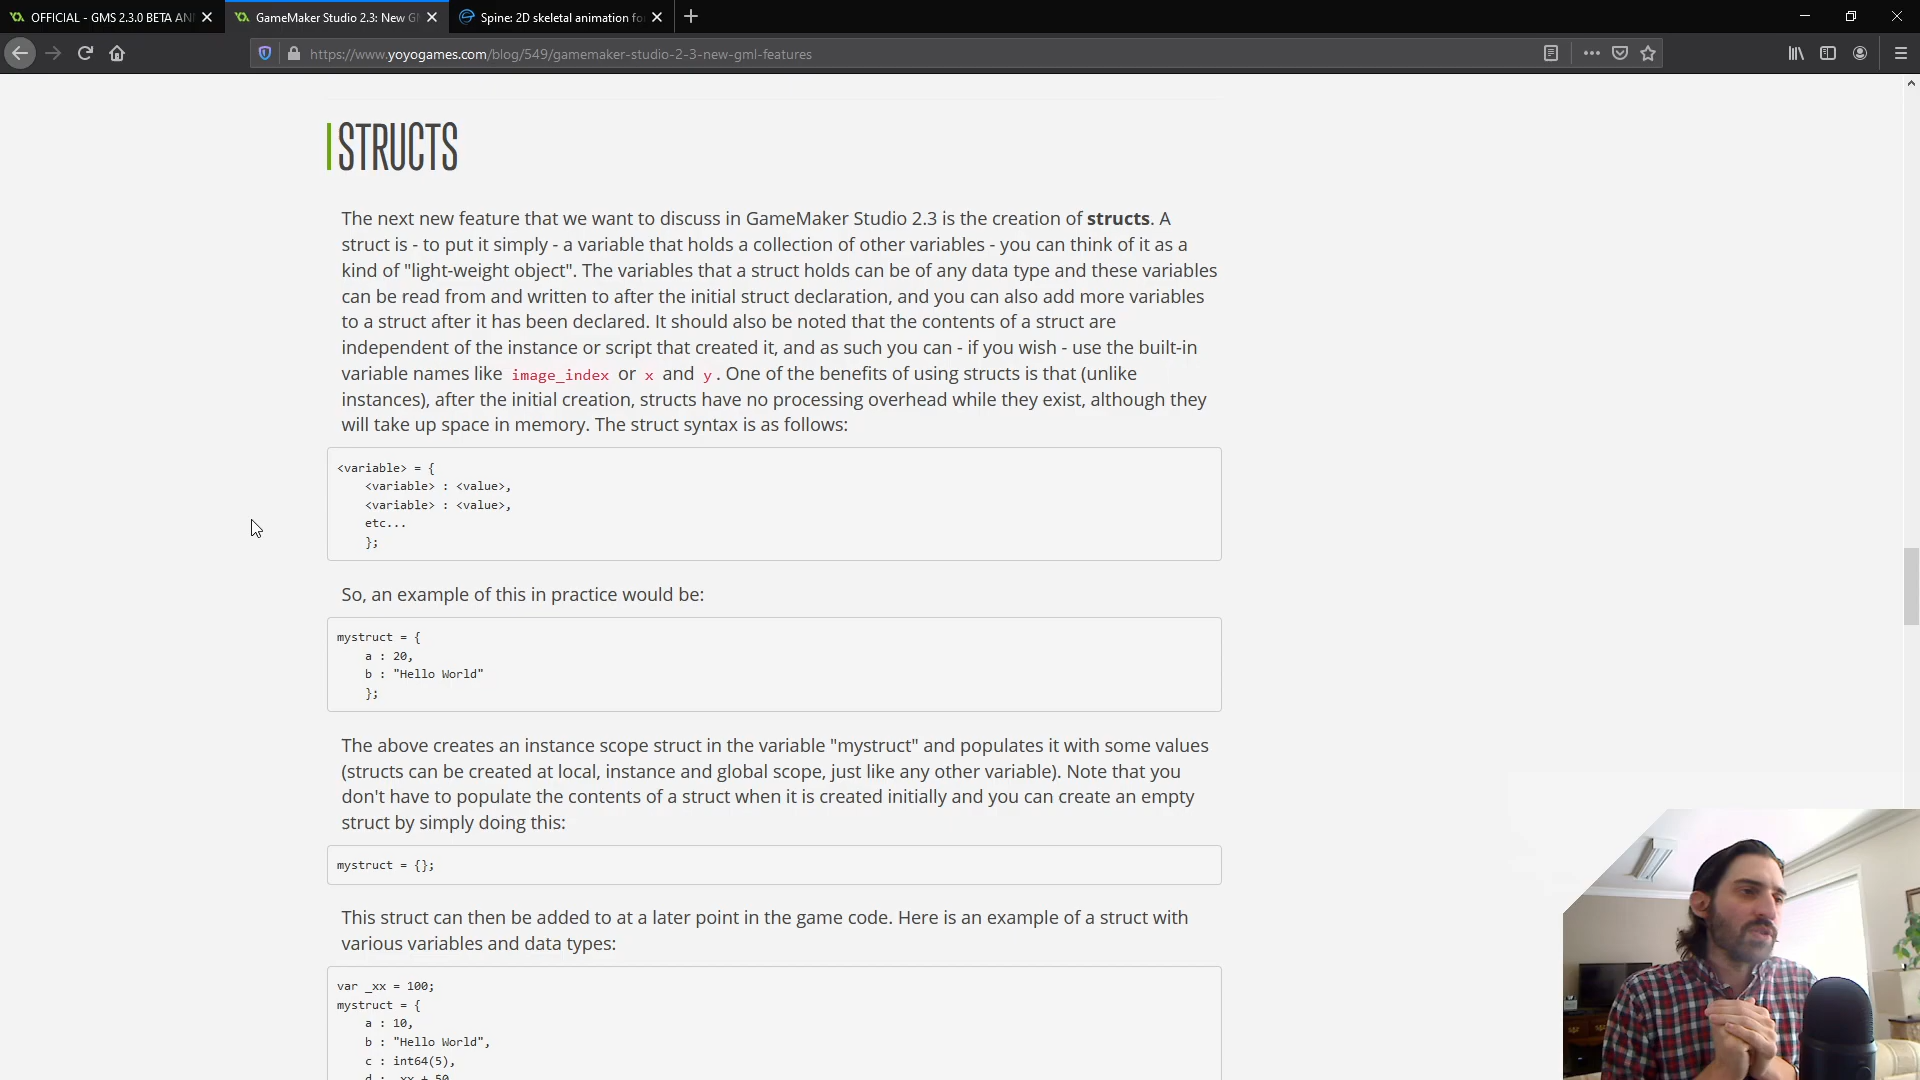 OFFICIAL - GMS 2.3.0 BETA AN
GameMaker Studio 2.3: New G
Spine: 2D skeletal animation fo
https://www.yoyogames.com/blog/549/gamemaker-studio-2-3-new-gml-features
STRUCTS
The next new feature that we want to discuss in GameMaker Studio 2.3 is the creation of structs. A
struct is - to put it simply - a variable that holds a collection of other variables - you can think of it as a
kind of "light-weight object". The variables that a struct holds can be of any data type and these variables
can be read from and written to after the initial struct declaration, and you can also add more variables
to a struct after it has been declared. It should also be noted that the contents of a struct are
independent of the instance or script that created it, and as such you can - if you wish - use the built-in
variable names like image_index or x and y. One of the benefits of using structs is that (unlike
instances), after the initial creation, structs have no processing overhead while they exist, although they
will take up space in memory. The struct syntax is as follows:
<variable> = {
<variable> : <value>,
<variable> : <value>,
etc...
};
So, an example of this in practice would be:
mystruct = {
a : 20,
b : "Hello World"
};
The above creates an instance scope struct in the variable "mystruct" and populates it with some values
(structs can be created at local, instance and global scope, just like any other variable). Note that you
don't have to populate the contents of a struct when it is created initially and you can create an empty
struct by simply doing this:
mystruct = {};
This struct can then be added to at a later point in the game code. Here is an example of a struct with
various variables and data types:
var _xx = 100;
mystruct = {
a : 10,
b : "Hello World",
c : int64(5),
d : _xx + 50